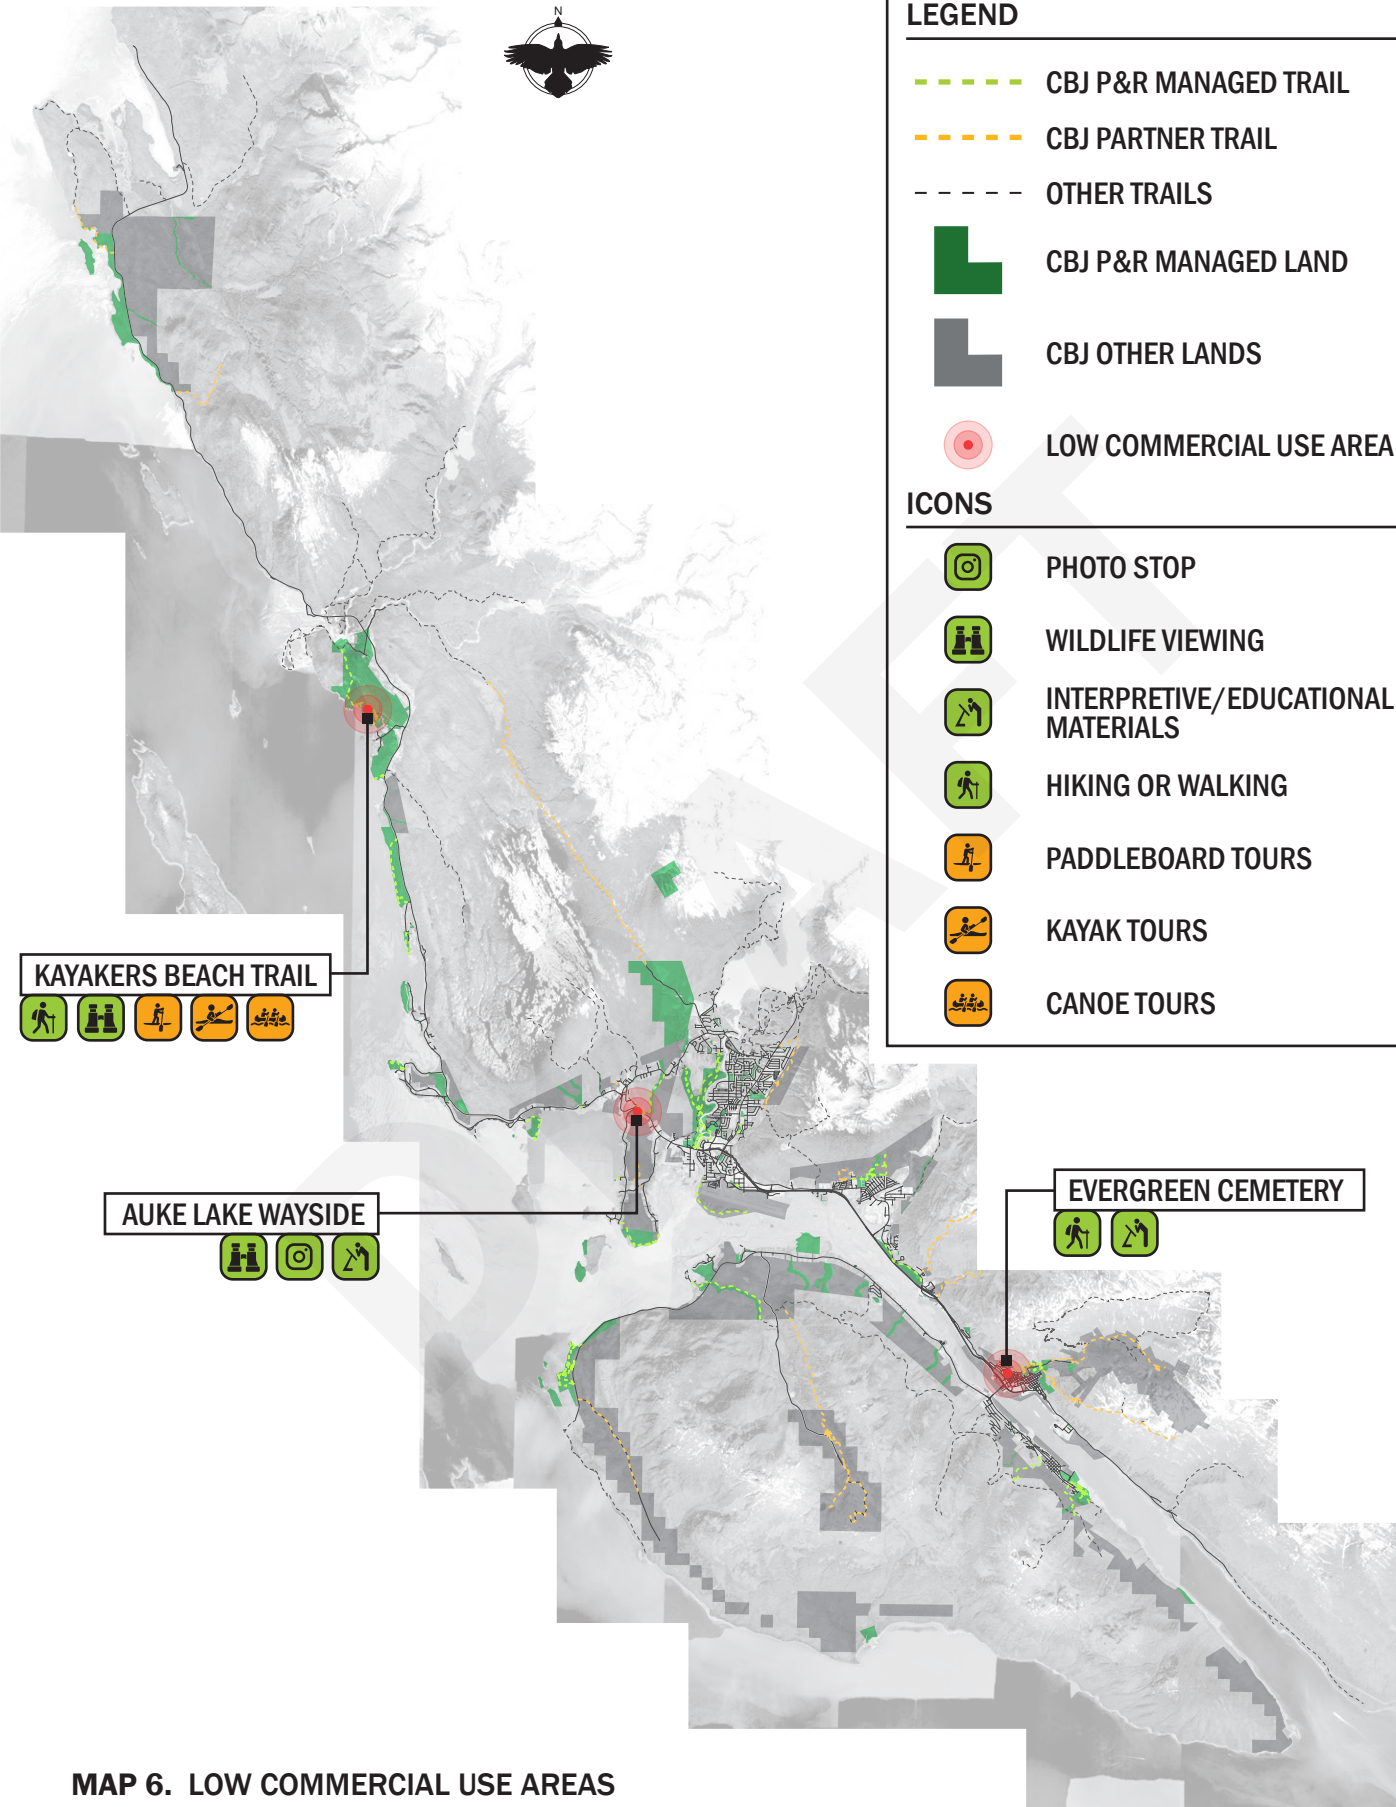 N
LEGEND
CBJ P&R MANAGED TRAIL
CBJ PARTNER TRAIL
OTHER TRAILS
CBJ P&R MANAGED LAND
CBJ OTHER LANDS
LOW COMMERCIAL USE AREA
ICONS
PHOTO STOP
WILDLIFE VIEWING
INTERPRETIVE/EDUCATIONAL
MATERIALS
HIKING OR WALKING
PADDLEBOARD TOURS
KAYAK TOURS
CANOE TOURS
KAYAKERS BEACH TRAIL
AUKE LAKE WAYSIDE
EVERGREEN CEMETERY
DRAFT
MAP 6. LOW COMMERCIAL USE AREAS